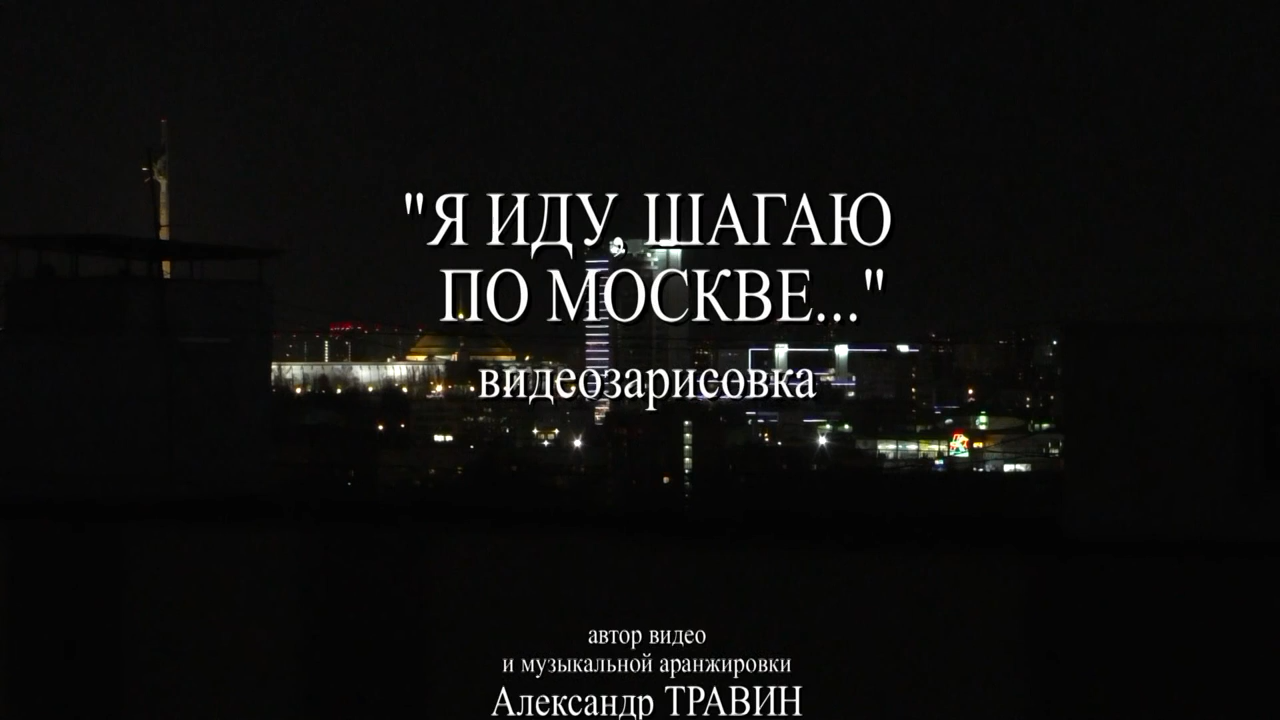 "Я ИДУ, ШАГАЮ
ПО МОСКВЕ..."
видеозарисовка
автор видео
и музыкальной аранжировки
Александр ТРАВИН